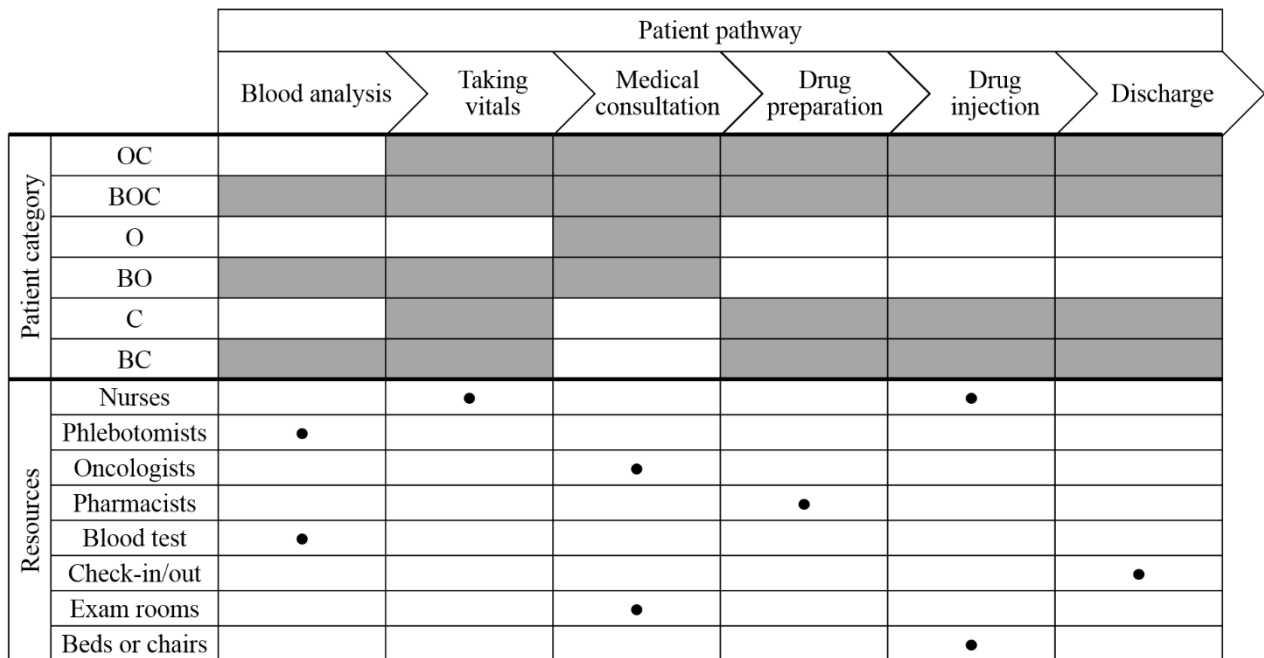 Patient pathway
Blood analysis
Taking
vitals
Medical
consultation
Drug
preparation
Drug
injection
Discharge
Patient category
OC
BOC
O
BO
C
BC
Resources
Nurses
Phlebotomists
Oncologists
Pharmacists
Blood test
Check-in/out
Exam rooms
Beds or chairs